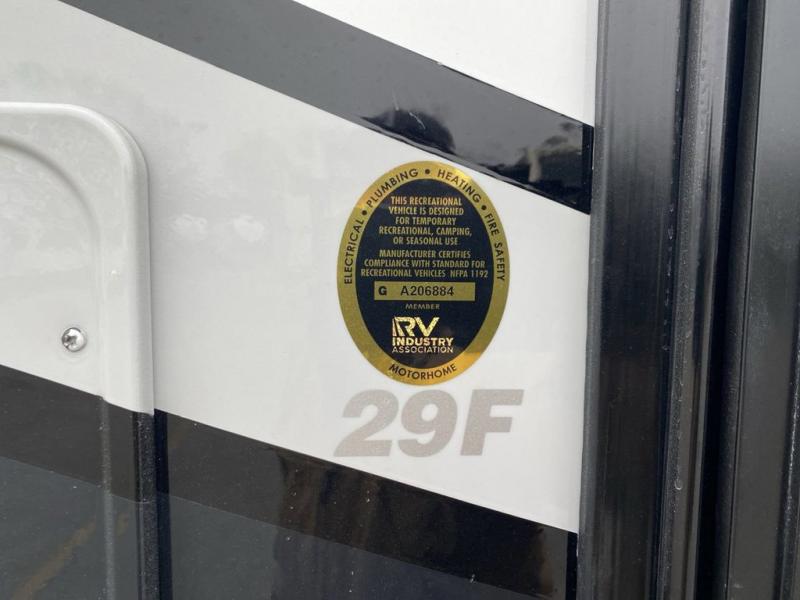 ELECTRICAL • PLUMBING • HEATING • FIRE SAFETY
THIS RECREATIONAL
VEHICLE IS DESIGNED
FOR TEMPORARY
RECREATIONAL, CAMPING,
OR SEASONAL USE
MANUFACTURER CERTIFIES
COMPLIANCE WITH STANDARD FOR
RECREATIONAL VEHICLES NFPA 1192
G A206884
MEMBER
RV
INDUSTRY
ASSOCIATION
MOTORHOME
29F